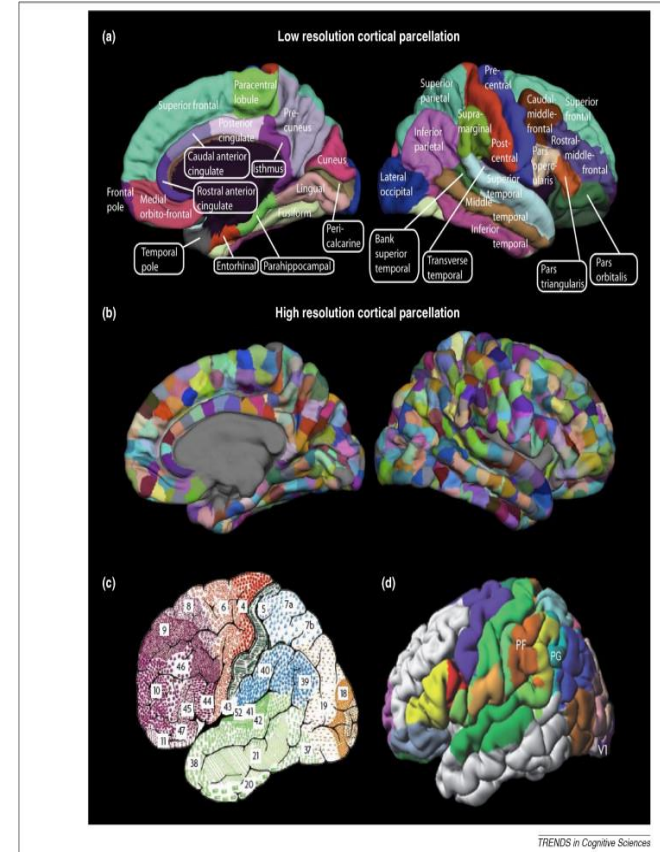 (a)
Low resolution cortical parcellation
Paracentral
lobule
Superior frontal
Pre-
cuneus
Posterior
cingulate
Caudal anterior
cingulate
Isthmus
Cuneus
Rostral anterior
cingulate
Lingual
Frontal
pole
Medial
orbito-frontal
Fusiform
Peri-
calcarine
Temporal
pole
Entorhinal
Parahippocampal
Superior
parietal
Pre-
central
Caudal-
middle-
frontal
Superior
frontal
Supra-
marginal
Inferior
parietal
Post-
central
Rostral-
middle-
frontal
Pars
oper-
cularis
Lateral
occipital
Superior
temporal
Middle
temporal
Inferior
temporal
Bank
superior
temporal
Transverse
temporal
Pars
triangularis
Pars
orbitalis
(b)
High resolution cortical parcellation
(c)
8
6
4
5
7a
7b
9
46
40
39
10
44
43
52
41
42
18
45
19
47
11
21
37
38
20
(d)
PF
PG
V1
TRENDS in Cognitive Sciences